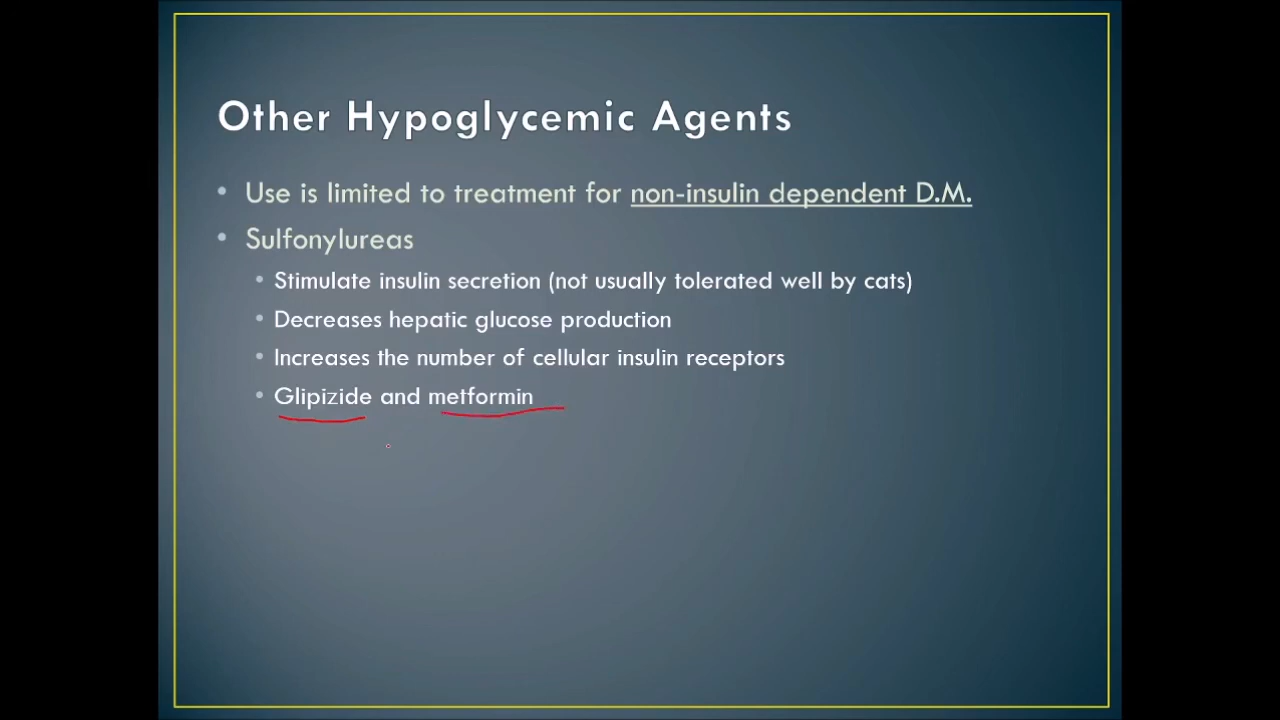 Other Hypoglycemic Agents
• Use is limited to treatment for non-insulin dependent D.M.
• Sulfonylureas
• Stimulate insulin secretion (not usually tolerated well by cats)
• Decreases hepatic glucose production
• Increases the number of cellular insulin receptors
• Glipizide and metformin